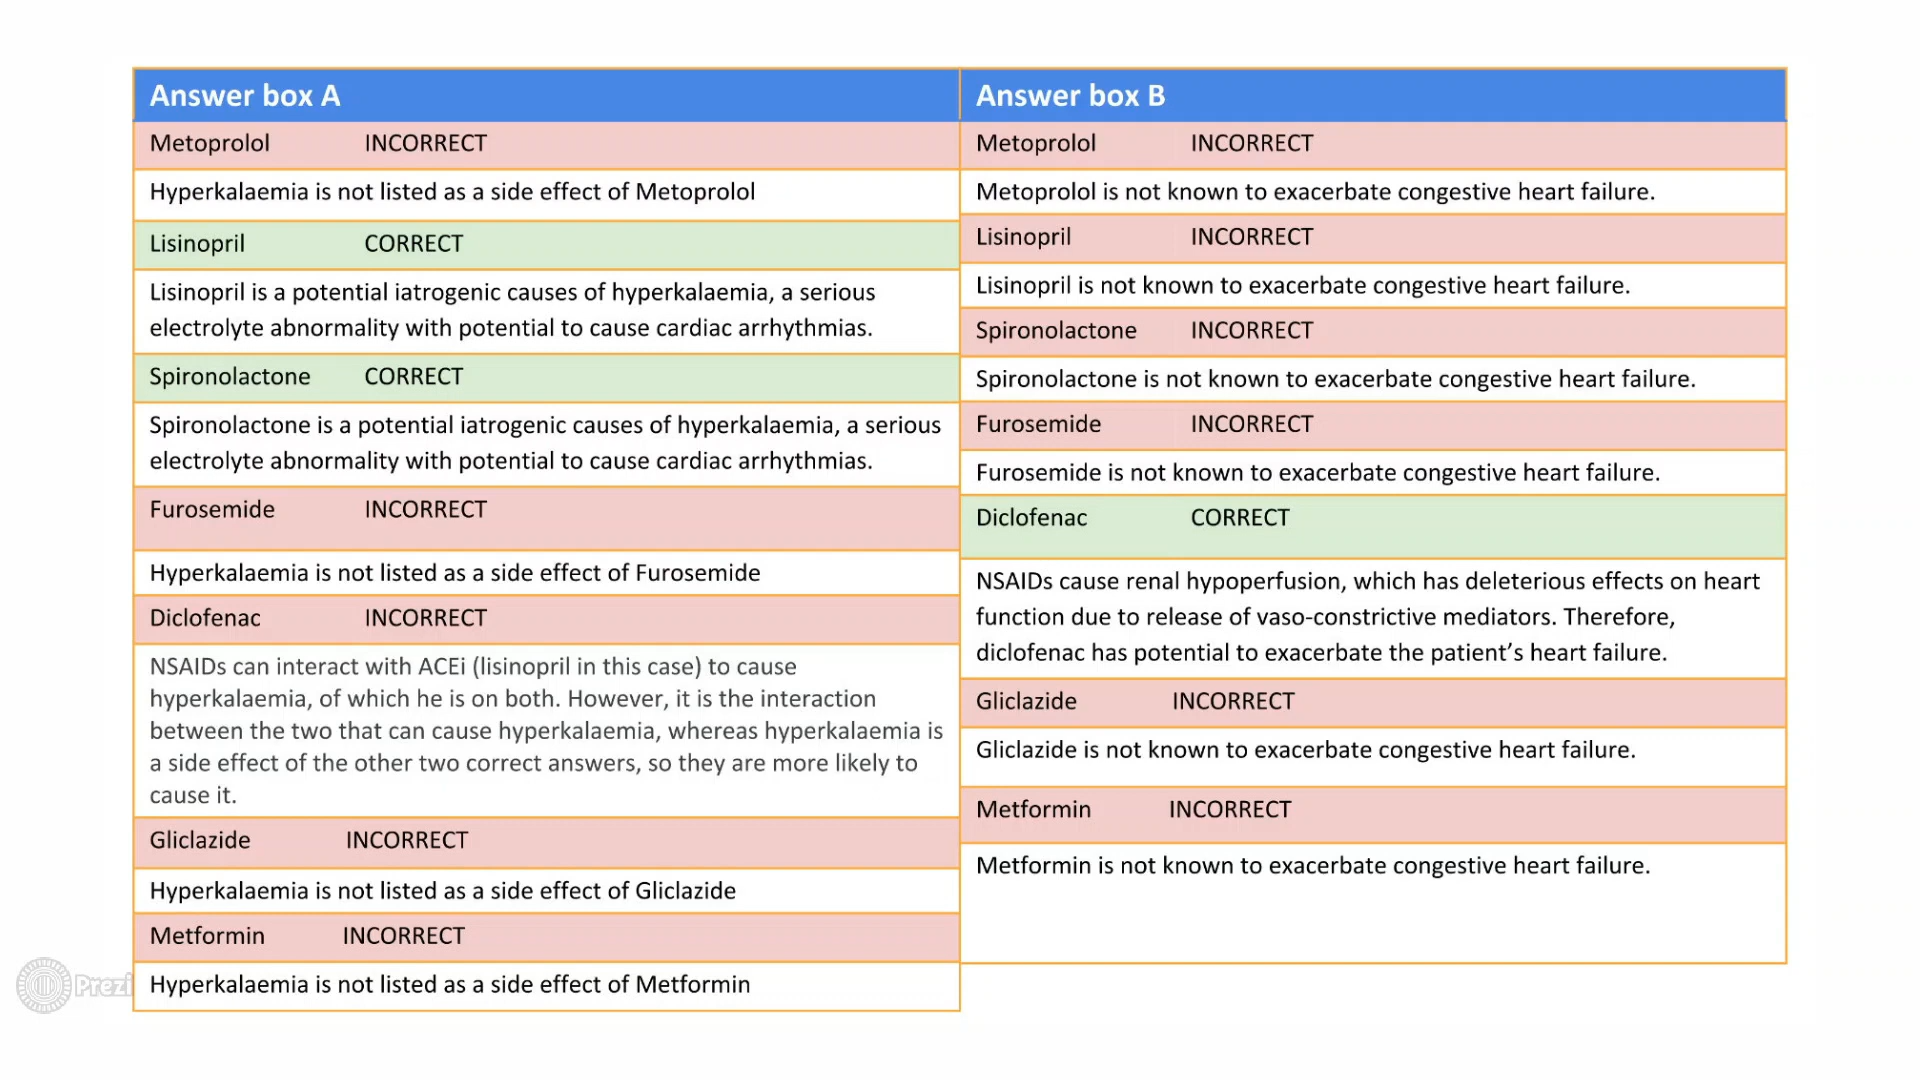 Answer box A
Metoprolol INCORRECT
Hyperkalaemia is not listed as a side effect of Metoprolol
Lisinopril CORRECT
Lisinopril is a potential iatrogenic causes of hyperkalaemia, a serious
electrolyte abnormality with potential to cause cardiac arrhythmias.
Spironolactone CORRECT
Spironolactone is a potential iatrogenic causes of hyperkalaemia, a serious
electrolyte abnormality with potential to cause cardiac arrhythmias.
Furosemide INCORRECT
Hyperkalaemia is not listed as a side effect of Furosemide
Diclofenac INCORRECT
NSAIDs can interact with ACEi (lisinopril in this case) to cause
hyperkalaemia, of which he is on both. However, it is the interaction
between the two that can cause hyperkalaemia, whereas hyperkalaemia is
a side effect of the other two correct answers, so they are more likely to
cause it.
Gliclazide INCORRECT
Hyperkalaemia is not listed as a side effect of Gliclazide
Metformin INCORRECT
Hyperkalaemia is not listed as a side effect of Metformin
Answer box B
Metoprolol INCORRECT
Metoprolol is not known to exacerbate congestive heart failure.
Lisinopril INCORRECT
Lisinopril is not known to exacerbate congestive heart failure.
Spironolactone INCORRECT
Spironolactone is not known to exacerbate congestive heart failure.
Furosemide INCORRECT
Furosemide is not known to exacerbate congestive heart failure.
Diclofenac CORRECT
NSAIDs cause renal hypoperfusion, which has deleterious effects on heart
function due to release of vaso-constrictive mediators. Therefore,
diclofenac has potential to exacerbate the patient's heart failure.
Gliclazide INCORRECT
Gliclazide is not known to exacerbate congestive heart failure.
Metformin INCORRECT
Metformin is not known to exacerbate congestive heart failure.
Prezi